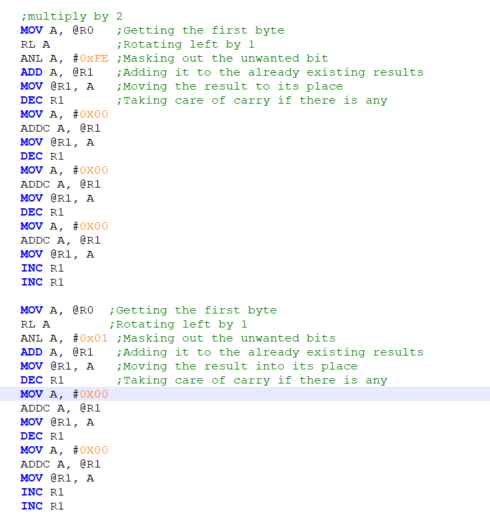 ;multiply by 2
MOV A, @R0 ;Getting the first byte
RL A ;Rotating left by 1
ANL A, #0xFE ;Masking out the unwanted bit
ADD A, @R1 ;Adding it to the already existing results
MOV @R1, A ;Moving the result to its place
DEC R1 ;Taking care of carry if there is any
MOV A, #0X00
ADDC A, @R1
MOV @R1, A
DEC R1
MOV A, #0X00
ADDC A, @R1
MOV @R1, A
DEC R1
MOV A, #0X00
ADDC A, @R1
MOV @R1, A
INC R1
INC R1
MOV A, @R0 ;Getting the first byte
RL A ;Rotating left by 1
ANL A, #0x01 ;Masking out the unwanted bits
ADD A, @R1 ;Adding it to the already existing results
MOV @R1, A ;Moving the result into its place
DEC R1 ;Taking care of carry if there is any
MOV A, #0X00
ADDC A, @R1
MOV @R1, A
DEC R1
MOV A, #0X00
ADDC A, @R1
MOV @R1, A
INC R1
INC R1